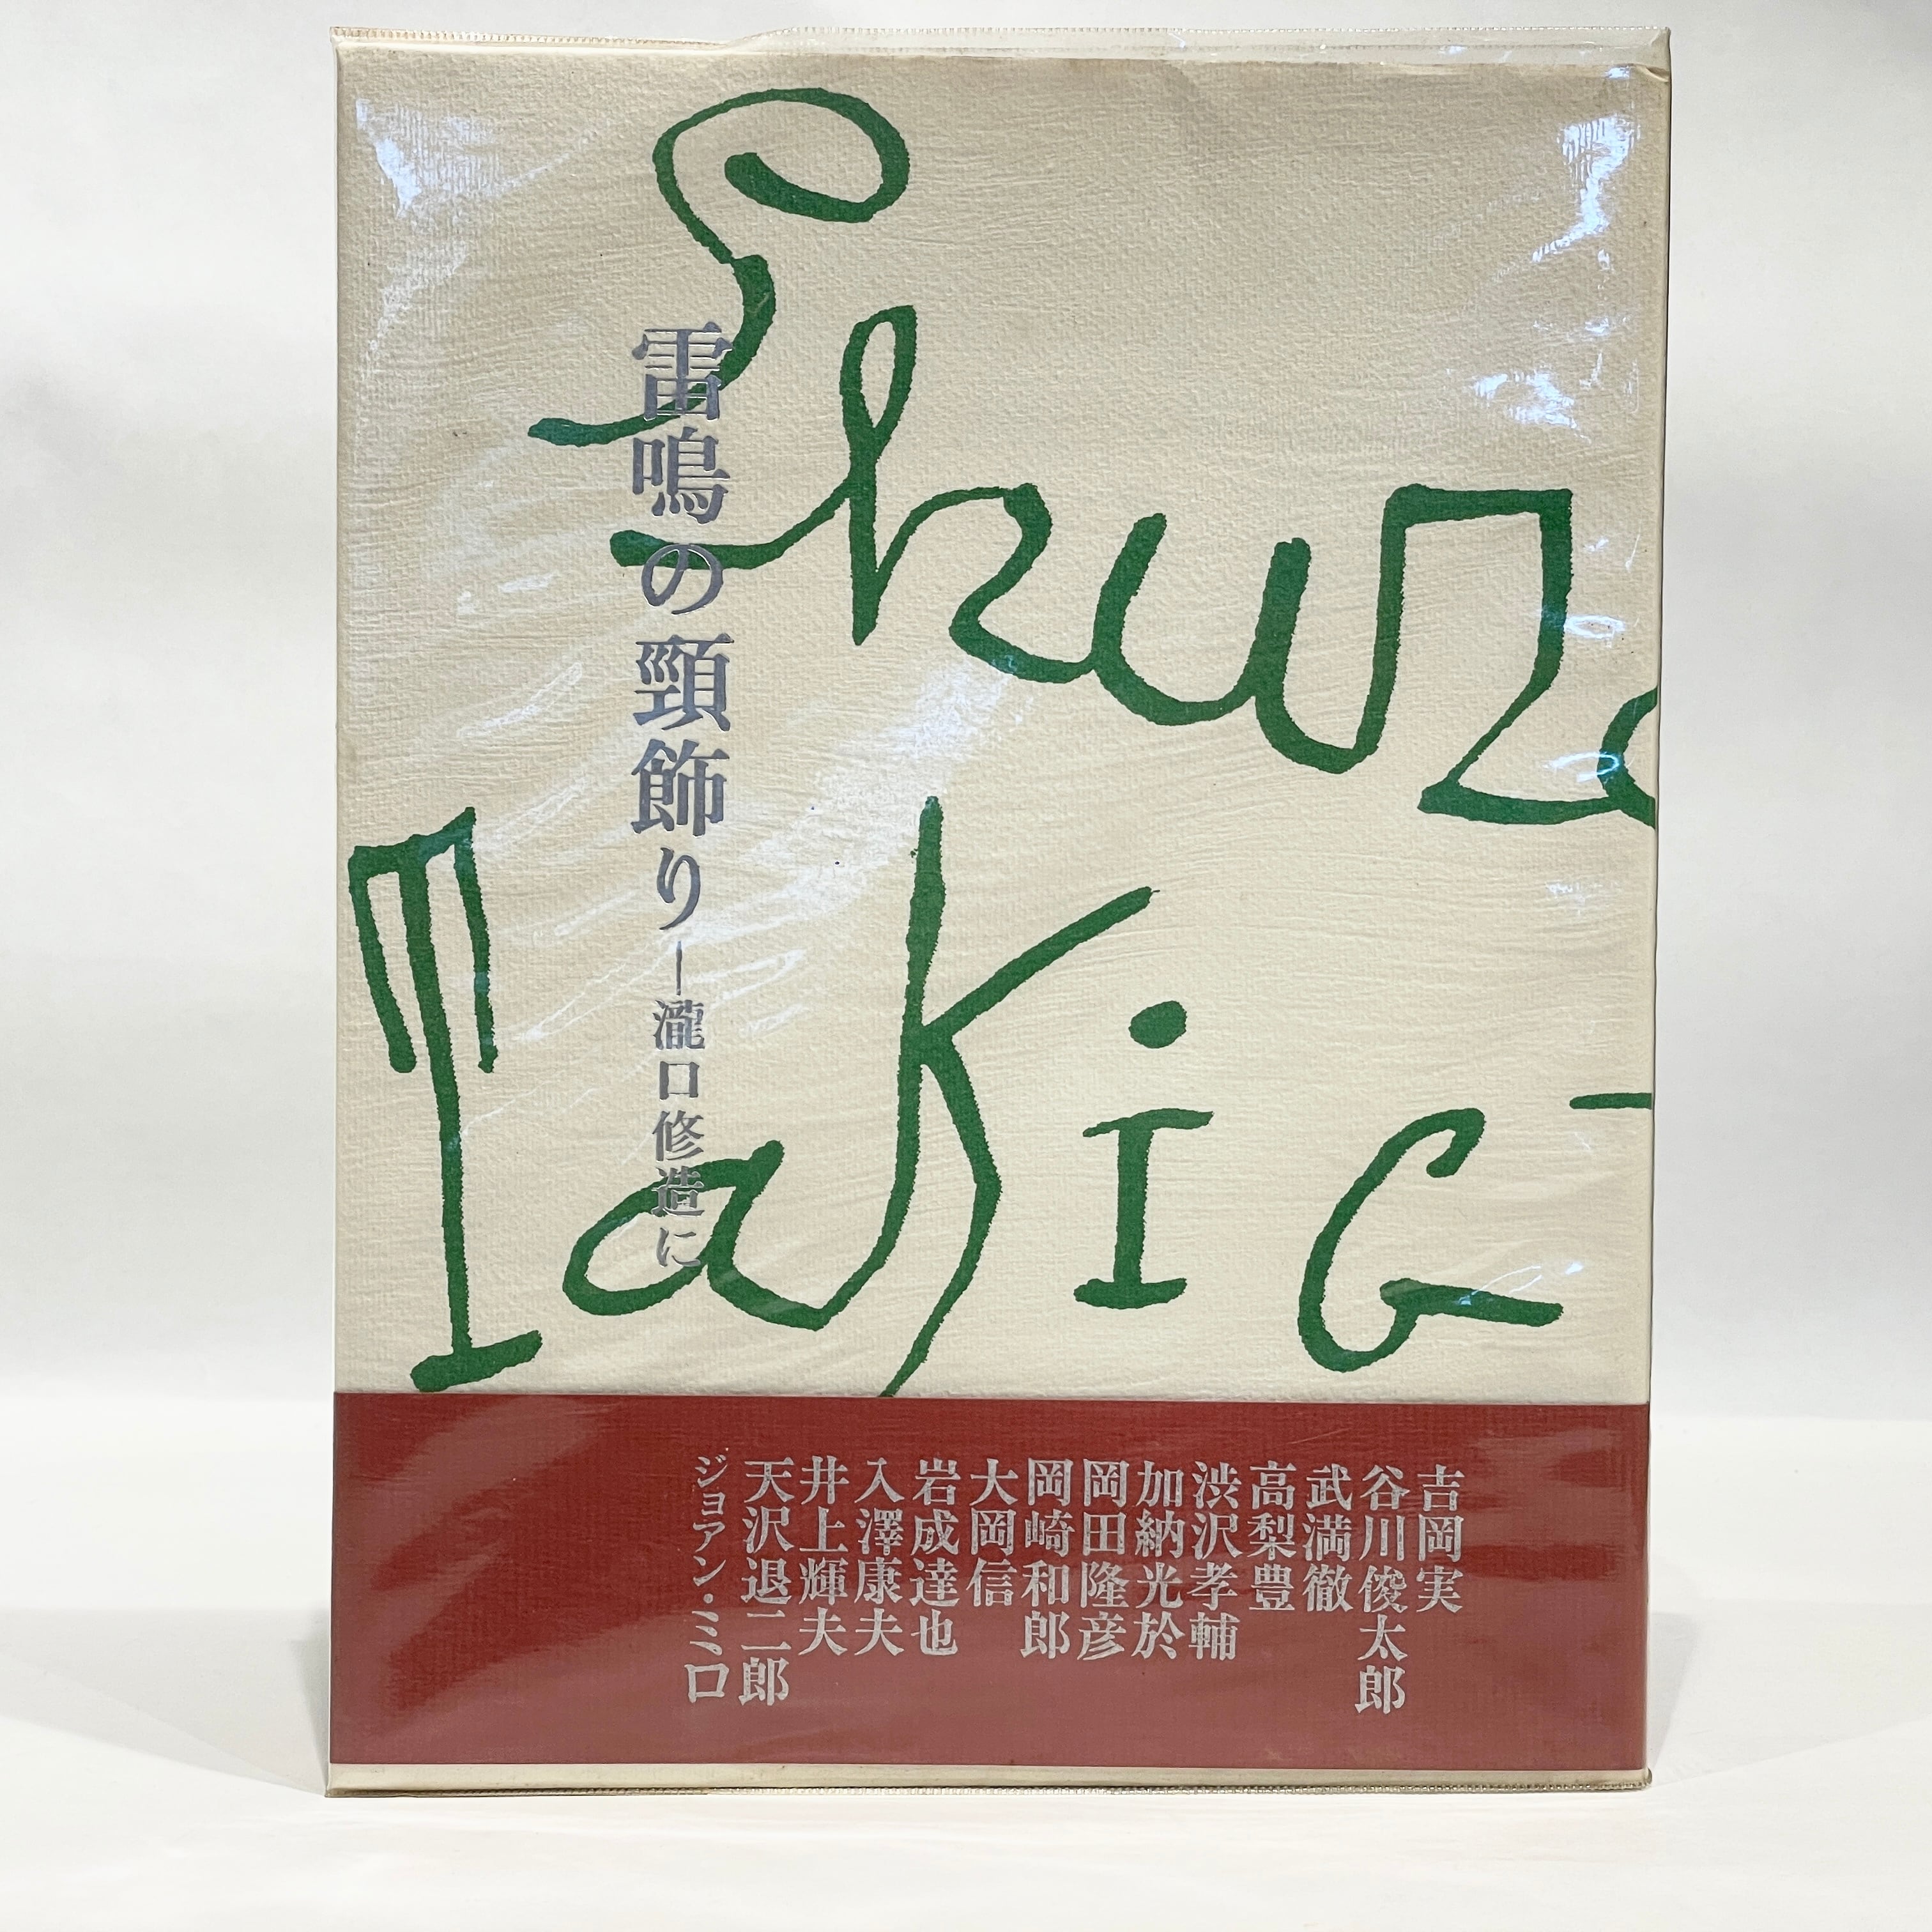 Shuzo
TaKiG
雷鳴の頸飾り―瀧口修造に
吉岡実
谷川俊太郎
武満徹
高梨豊
渋沢孝輔
加納光於
岡田隆彦
岡崎和郎
大岡信
岩成達也
入澤康夫
井上輝夫
天沢退二郎
ジョアン・ミロ